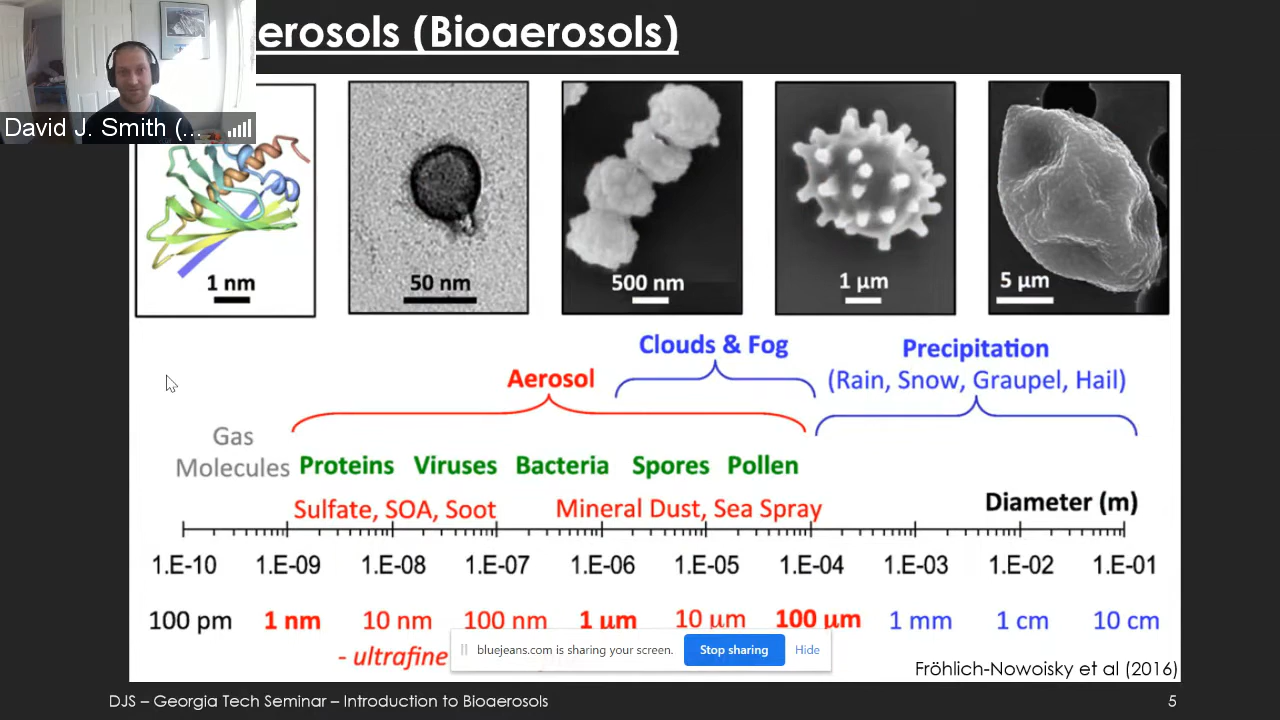 erosols (Bioaerosols)
David J. Smith (...
1 nm
50 nm
500 nm
1 µm
5 µm
Clouds & Fog
Precipitation
(Rain, Snow, Graupel, Hail)
Aerosol
Gas
Molecules
Proteins Viruses Bacteria Spores Pollen
Sulfate, SOA, Soot Mineral Dust, Sea Spray
Diameter (m)
1.E-10 1.E-09 1.E-08 1.E-07 1.E-06 1.E-05 1.E-04 1.E-03 1.E-02 1.E-01
100 pm 1 nm 10 nm 100 nm 1 µm 10 µm 100 µm 1 mm 1 cm 10 cm
- ultrafine
bluejeans.com is sharing your screen. Stop sharing Hide
Fröhlich-Nowoisky et al (2016)
DJS – Georgia Tech Seminar – Introduction to Bioaerosols 5